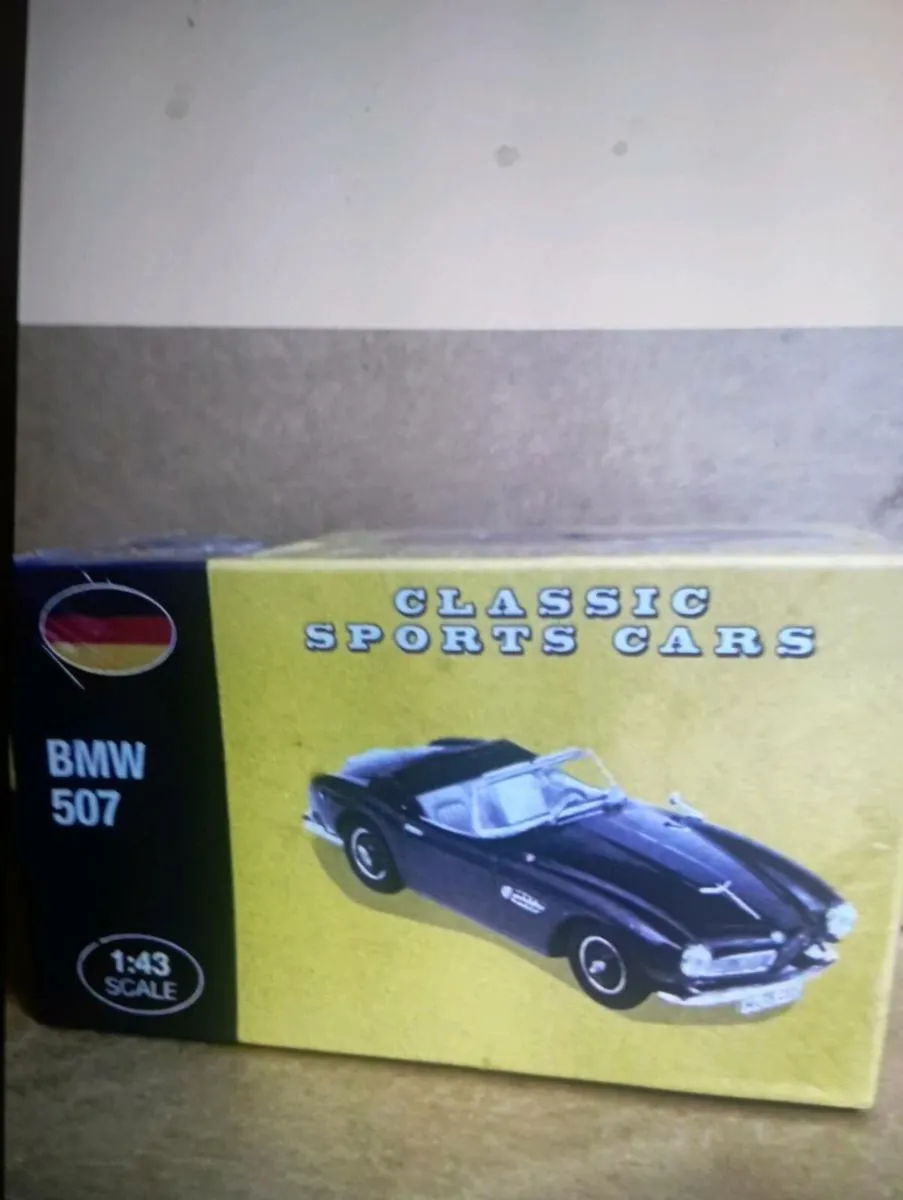 CLASSIC
SPORTS CARS
BMW
507
1:43
SCALE